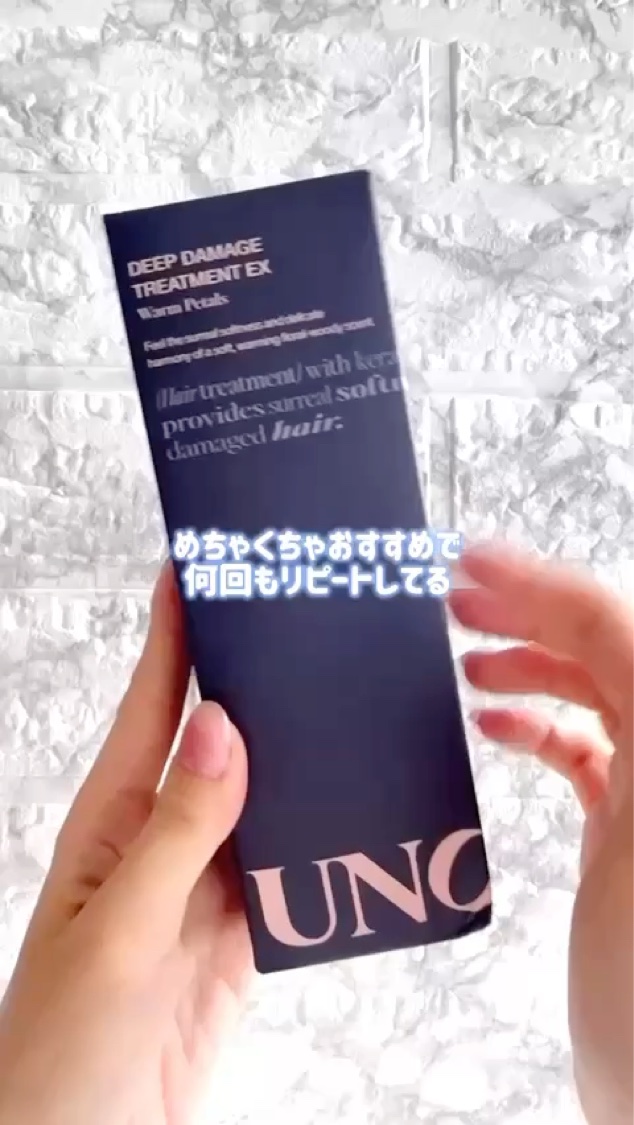 DEEP DAMAGE
TREATMENT EX
Warm Petals
Feel the surreal softness and delicate
harmony of a soft, warming floral-woody scent.
(Hair treatment) with kera
provides surreal softn
damaged hair.
めちゃくちゃおすすめで
何回もリピートしてる
UNO